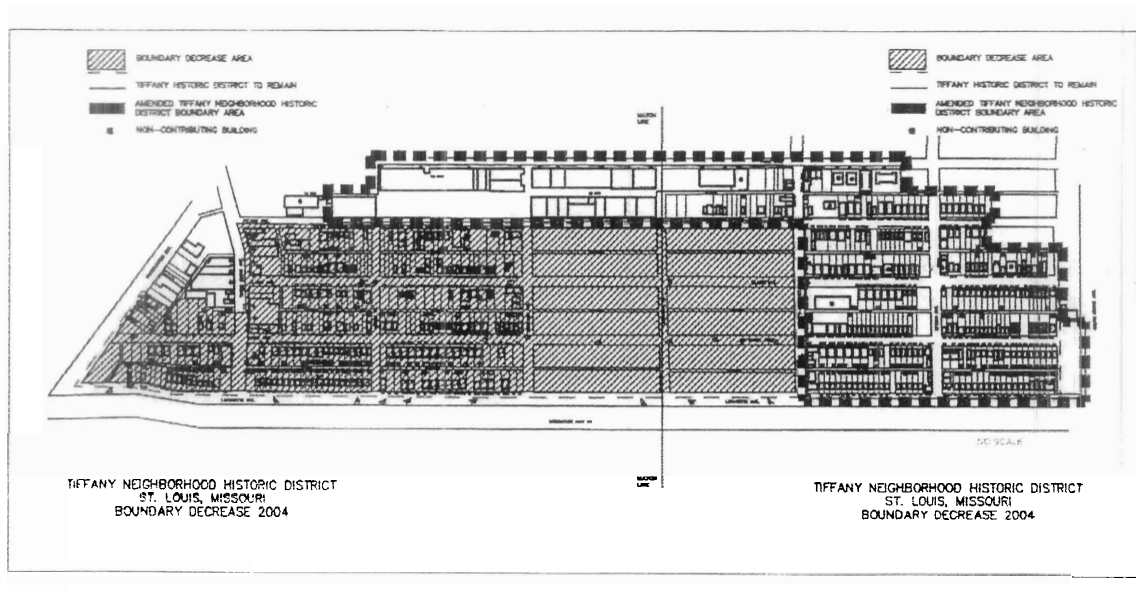 BOUNDARY DECREASE AREA
TIFFANY HISTORIC DISTRICT TO REMAIN
AMENDED TIFFANY NEIGHBORHOOD HISTORIC
DISTRICT BOUNDARY AREA
NON-CONTRIBUTING BUILDING
BOUNDARY DECREASE AREA
TIFFANY HISTORIC DISTRICT TO REMAIN
AMENDED TIFFANY NEIGHBORHOOD HISTORIC
DISTRICT BOUNDARY AREA
NON-CONTRIBUTING BUILDING
MATCH
LINE
LAFAYETTE AVE.
LAFAYETTE AVE.
INTERSTATE HWY 44
NO SCALE
MATCH
LINE
TIFFANY NEIGHBORHOOD HISTORIC DISTRICT
ST. LOUIS, MISSOURI
BOUNDARY DECREASE 2004
TIFFANY NEIGHBORHOOD HISTORIC DISTRICT
ST. LOUIS, MISSOURI
BOUNDARY DECREASE 2004